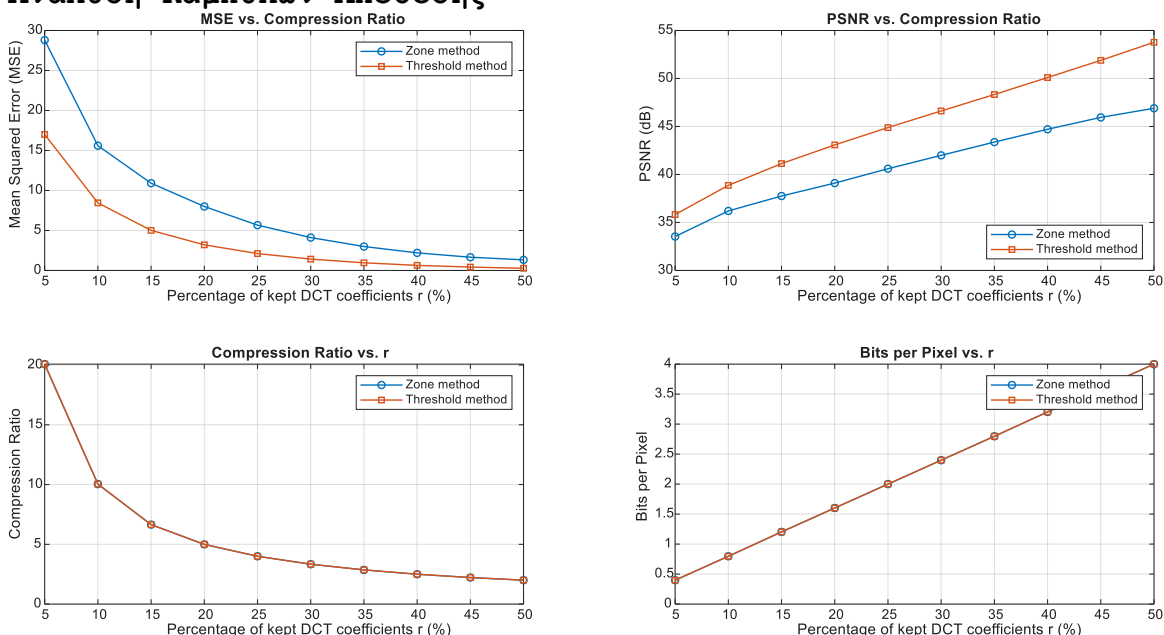 Ανάλυση Καμπυλών Απόδοσης
MSE vs. Compression Ratio
Mean Squared Error (MSE)
30
25
20
15
10
5
0
Zone method
Threshold method
5 10 15 20 25 30 35 40 45 50
Percentage of kept DCT coefficients r (%)
PSNR vs. Compression Ratio
PSNR (dB)
55
50
45
40
35
30
Zone method
Threshold method
5 10 15 20 25 30 35 40 45 50
Percentage of kept DCT coefficients r (%)
Compression Ratio vs. r
Compression Ratio
20
15
10
5
0
Zone method
Threshold method
5 10 15 20 25 30 35 40 45 50
Percentage of kept DCT coefficients r (%)
Bits per Pixel vs. r
Bits per Pixel
4
3.5
3
2.5
2
1.5
1
0.5
0
Zone method
Threshold method
5 10 15 20 25 30 35 40 45 50
Percentage of kept DCT coefficients r (%)